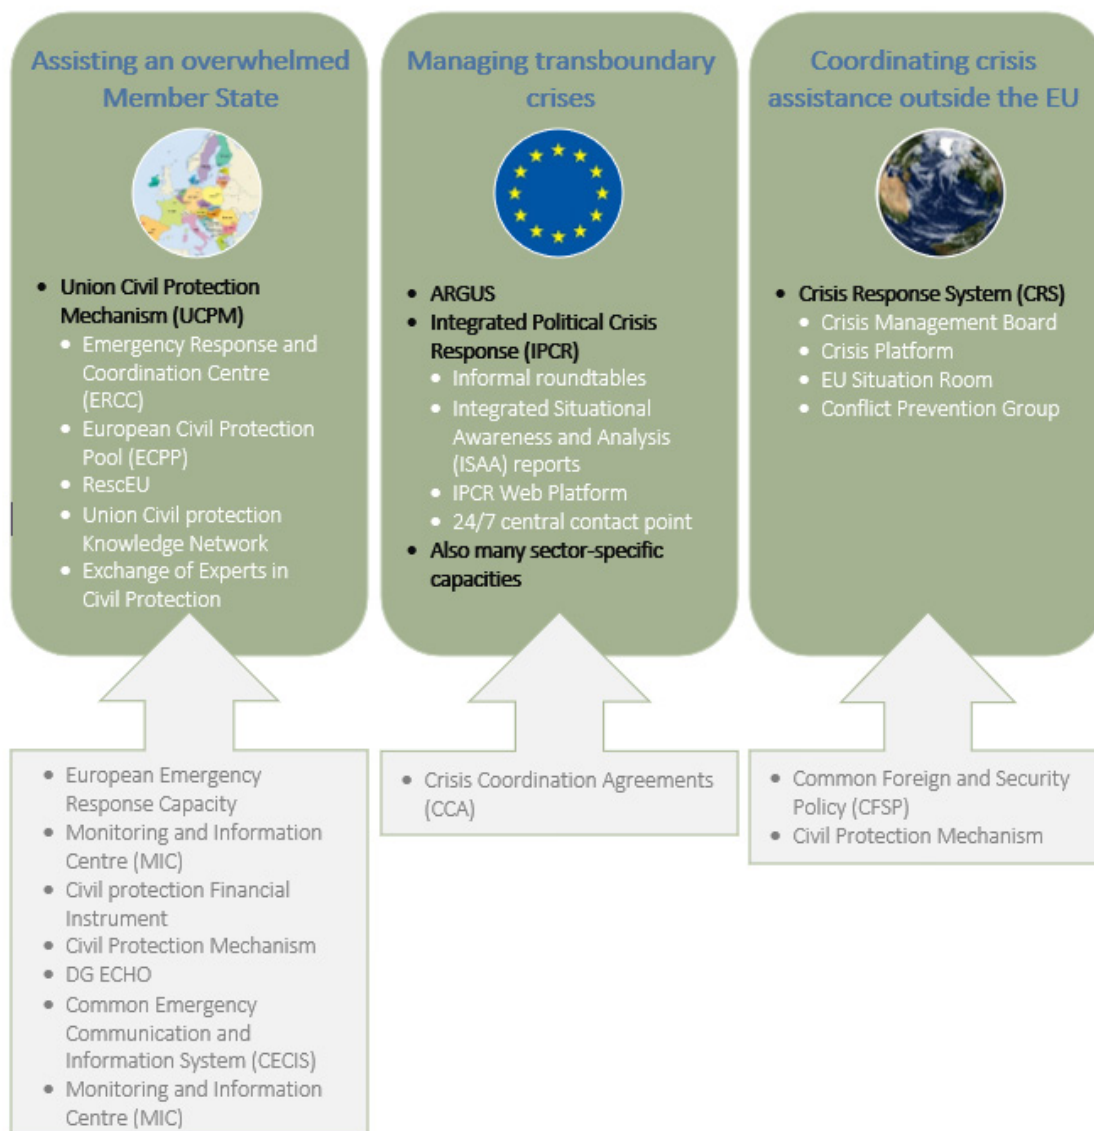 Assisting an overwhelmed
Member State
• Union Civil Protection
Mechanism (UCPM)
• Emergency Response and
Coordination Centre
(ERCC)
• European Civil Protection
Pool (ECPP)
• RescEU
• Union Civil protection
Knowledge Network
• Exchange of Experts in
Civil Protection
• European Emergency
Response Capacity
• Monitoring and Information
Centre (MIC)
• Civil protection Financial
Instrument
• Civil Protection Mechanism
• DG ECHO
• Common Emergency
Communication and
Information System (CECIS)
• Monitoring and Information
Centre (MIC)
Managing transboundary
crises
• ARGUS
• Integrated Political Crisis
Response (IPCR)
• Informal roundtables
• Integrated Situational
Awareness and Analysis
(ISAA) reports
• IPCR Web Platform
• 24/7 central contact point
• Also many sector-specific
capacities
• Crisis Coordination Agreements
(CCA)
Coordinating crisis
assistance outside the EU
• Crisis Response System (CRS)
• Crisis Management Board
• Crisis Platform
• EU Situation Room
• Conflict Prevention Group
• Common Foreign and Security
Policy (CFSP)
• Civil Protection Mechanism